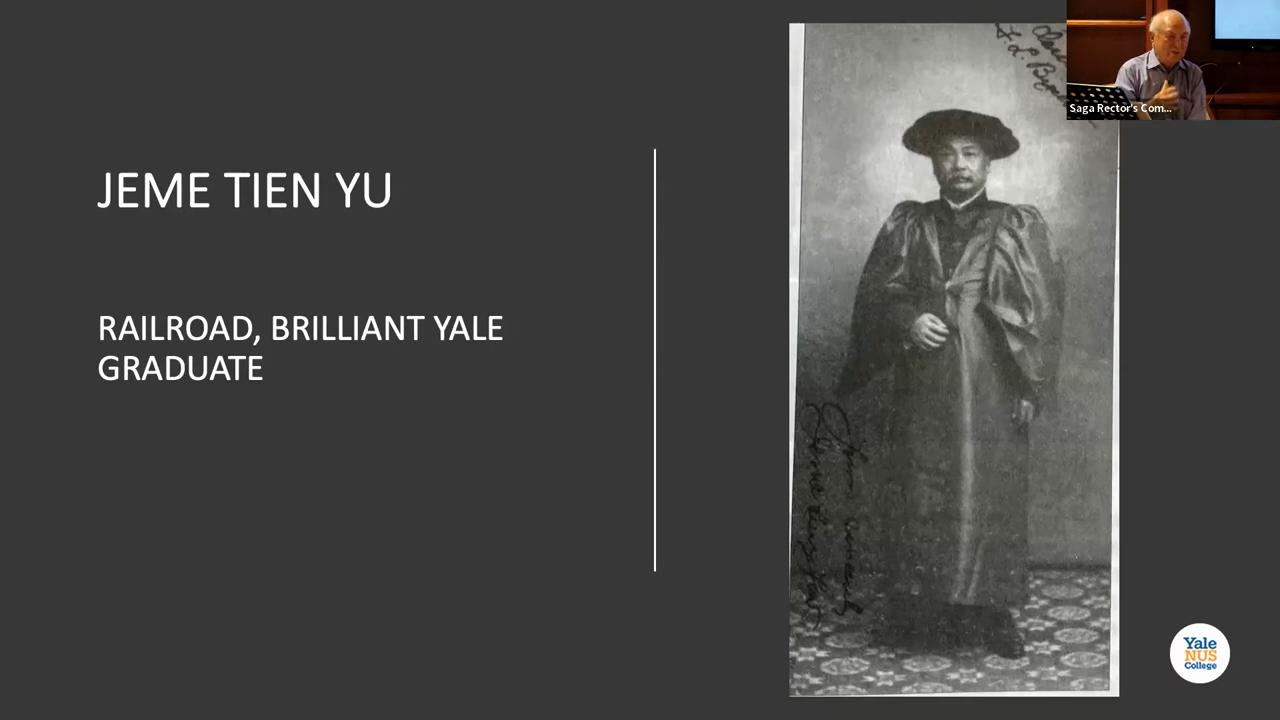 JEME TIEN YU
RAILROAD, BRILLIANT YALE
GRADUATE
Saga Rector's Com...
Yale
NUS
College